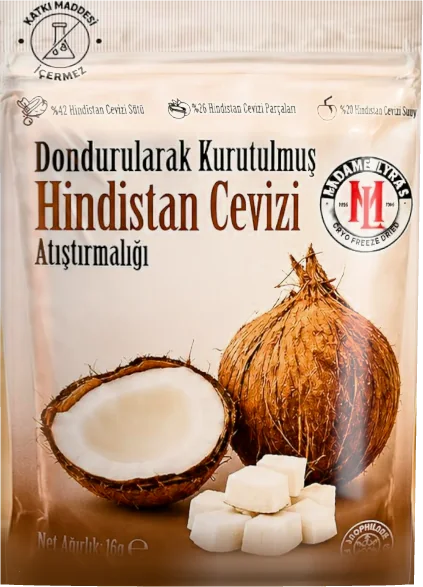 KATKI MADDESİ
İÇERMEZ
%42 Hindistan Cevizi Sütü
%26 Hindistan Cevizi Parçaları
%20 Hindistan Cevizi Suyu
Dondurularak Kurutulmuş
Hindistan Cevizi
Atıştırmalığı
MADAME LYRAS
ML
CRYO FREEZE DRIED
Net Ağırlık: 16g ℮